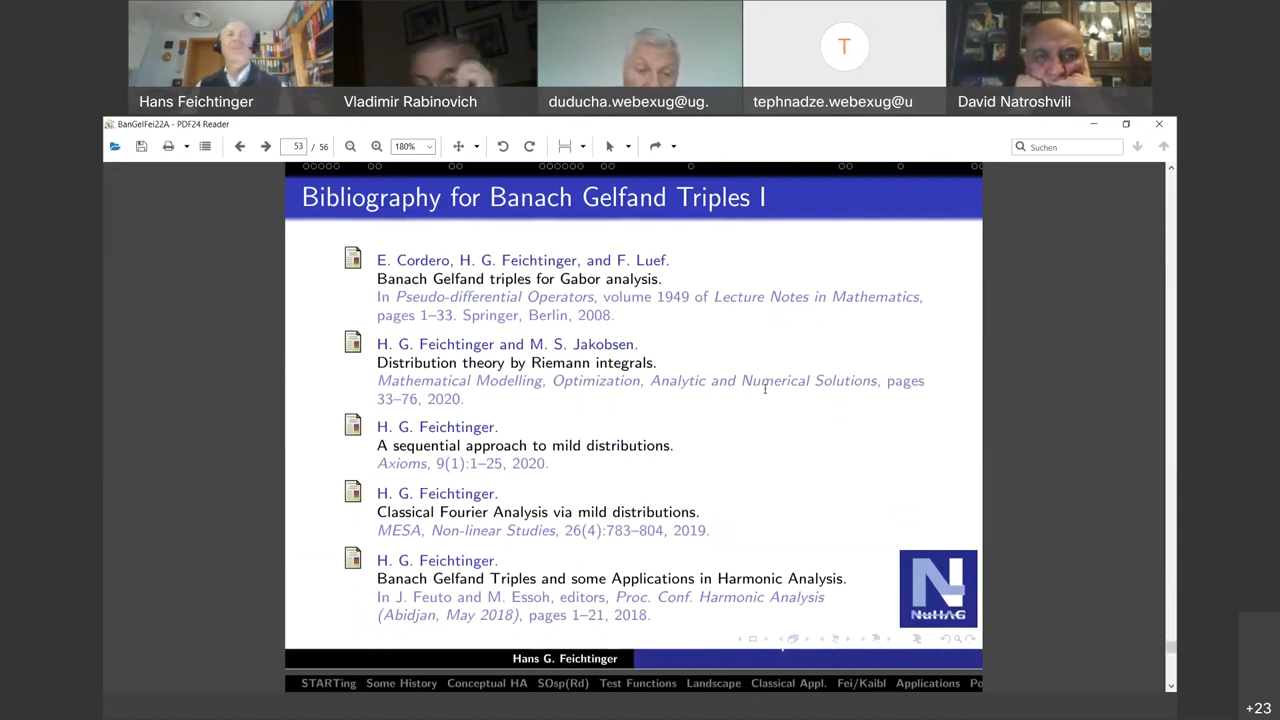 Hans Feichtinger
Vladimir Rabinovich
duducha.webexug@ug.
T
tephnadze.webexug@u
David Natroshvili
BanGelFei22A - PDF24 Reader
53 / 56
180%
Suchen
Bibliography for Banach Gelfand Triples I
E. Cordero, H. G. Feichtinger, and F. Luef.
Banach Gelfand triples for Gabor analysis.
In Pseudo-differential Operators, volume 1949 of Lecture Notes in Mathematics,
pages 1–33. Springer, Berlin, 2008.
H. G. Feichtinger and M. S. Jakobsen.
Distribution theory by Riemann integrals.
Mathematical Modelling, Optimization, Analytic and Numerical Solutions, pages
33–76, 2020.
H. G. Feichtinger.
A sequential approach to mild distributions.
Axioms, 9(1):1–25, 2020.
H. G. Feichtinger.
Classical Fourier Analysis via mild distributions.
MESA, Non-linear Studies, 26(4):783–804, 2019.
H. G. Feichtinger.
Banach Gelfand Triples and some Applications in Harmonic Analysis.
In J. Feuto and M. Essoh, editors, Proc. Conf. Harmonic Analysis
(Abidjan, May 2018), pages 1–21, 2018.
N
NuHAG
Hans G. Feichtinger
STARTing Some History Conceptual HA SOsp(Rd) Test Functions Landscape Classical Appl. Fei/Kaibl Applications Po
+23